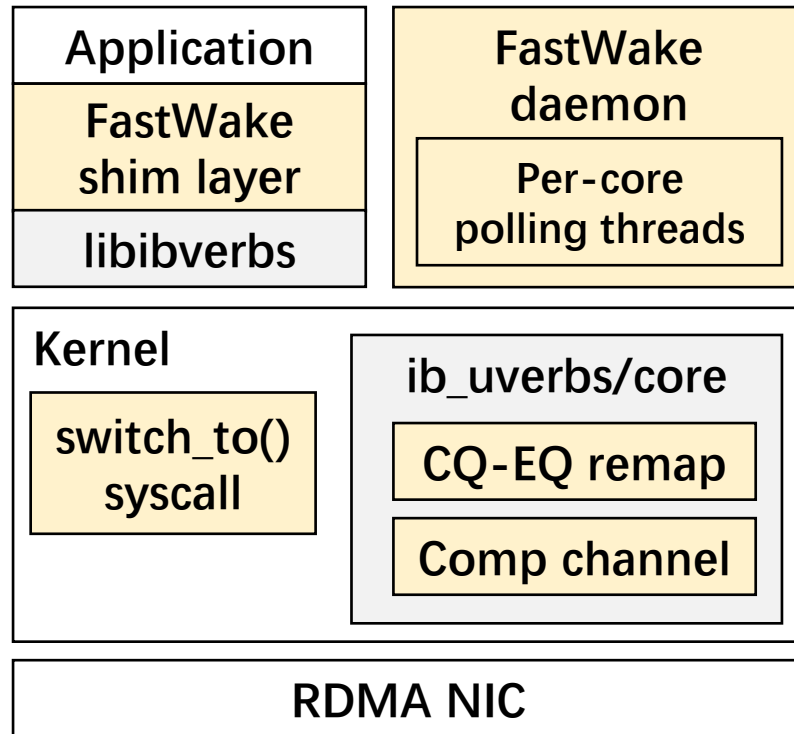 Application
FastWake
shim layer
libibverbs
FastWake
daemon
Per-core
polling threads
Kernel
switch_to()
syscall
ib_uverbs/core
CQ-EQ remap
Comp channel
RDMA NIC